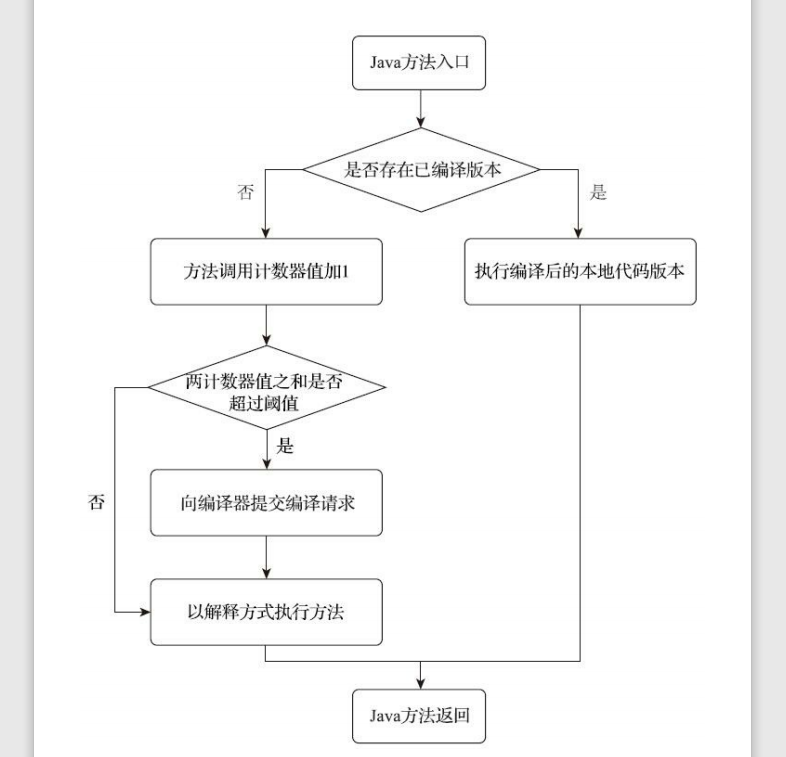 Java方法入口
是否存在已编译版本
否
是
方法调用计数器值加1
执行编译后的本地代码版本
两计数器值之和是否
超过阈值
是
否
向编译器提交编译请求
以解释方式执行方法
Java方法返回